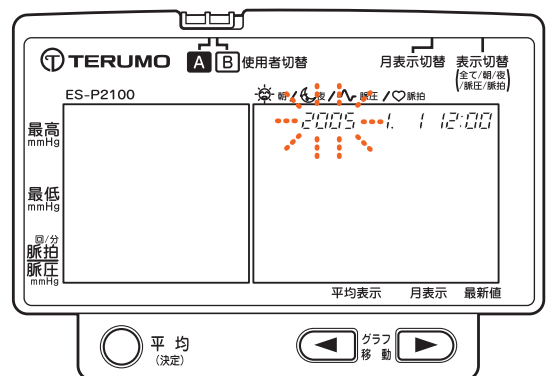 TERUMO A B 使用者切替 月表示切替 表示切替
(全て/朝/夜
/脈圧/脈拍)
ES-P2100 朝/夜/脈圧/脈拍
2005 1. 1 12:00
最高
mmHg
最低
mmHg
回/分
脈拍
脈圧
mmHg
平均表示 月表示 最新値
平均
(決定)
グラフ
移動